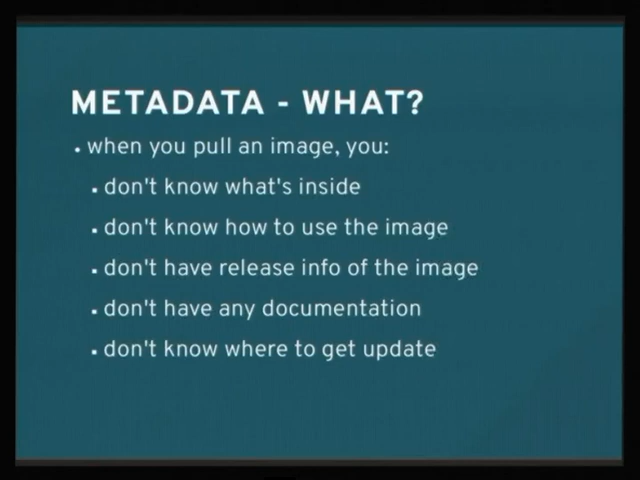 METADATA - WHAT?
• when you pull an image, you:
▪ don't know what's inside
▪ don't know how to use the image
▪ don't have release info of the image
▪ don't have any documentation
▪ don't know where to get update